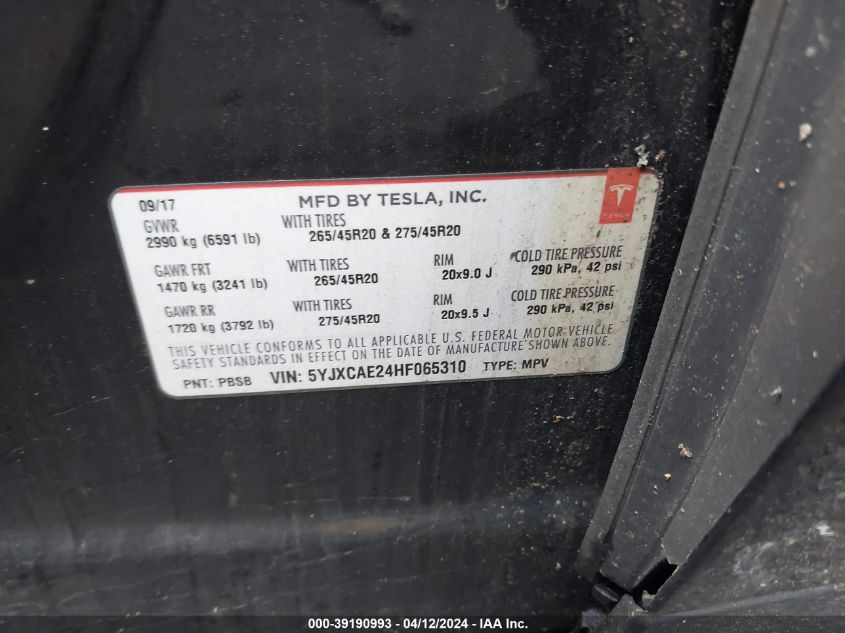 09/17 MFD BY TESLA, INC.
TESLA
GVWR WITH TIRES
2990 kg (6591 lb) 265/45R20 & 275/45R20
GAWR FRT WITH TIRES RIM COLD TIRE PRESSURE
1470 kg (3241 lb) 265/45R20 20x9.0 J 290 kPa, 42 psi
GAWR RR WITH TIRES RIM COLD TIRE PRESSURE
1720 kg (3792 lb) 275/45R20 20x9.5 J 290 kPa, 42 psi
THIS VEHICLE CONFORMS TO ALL APPLICABLE U.S. FEDERAL MOTOR VEHICLE
SAFETY STANDARDS IN EFFECT ON THE DATE OF MANUFACTURE SHOWN ABOVE.
PNT: PBSB VIN: 5YJXCAE24HF065310 TYPE: MPV
000-39190993 - 04/12/2024 - IAA Inc.